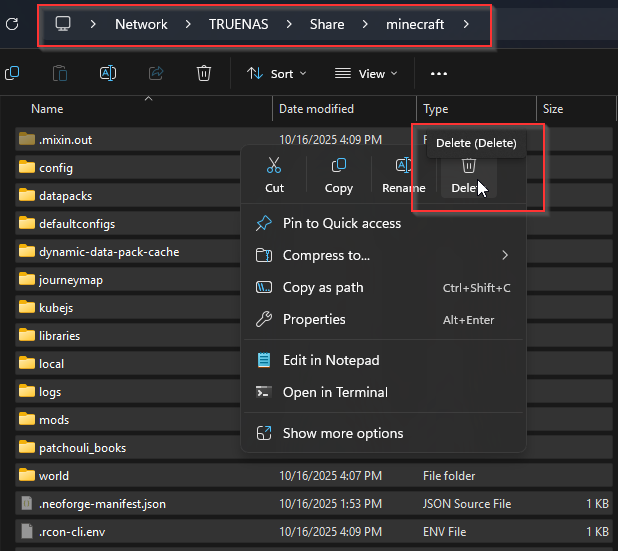 Network > TRUENAS > Share > minecraft >
Sort View
Name Date modified Type Size
.mixin.out 10/16/2025 4:09 PM
Delete (Delete)
config
Cut Copy Rename Delete
datapacks
defaultconfigs
Pin to Quick access
dynamic-data-pack-cache
Compress to...
journeymap
Copy as path Ctrl+Shift+C
kubejs
Properties Alt+Enter
libraries
local
Edit in Notepad
logs
Open in Terminal
mods
Show more options
patchouli_books
world 10/16/2025 4:07 PM File folder
.neoforge-manifest.json 10/16/2025 1:53 PM JSON Source File 1 KB
.rcon-cli.env 10/16/2025 4:09 PM ENV File 1 KB